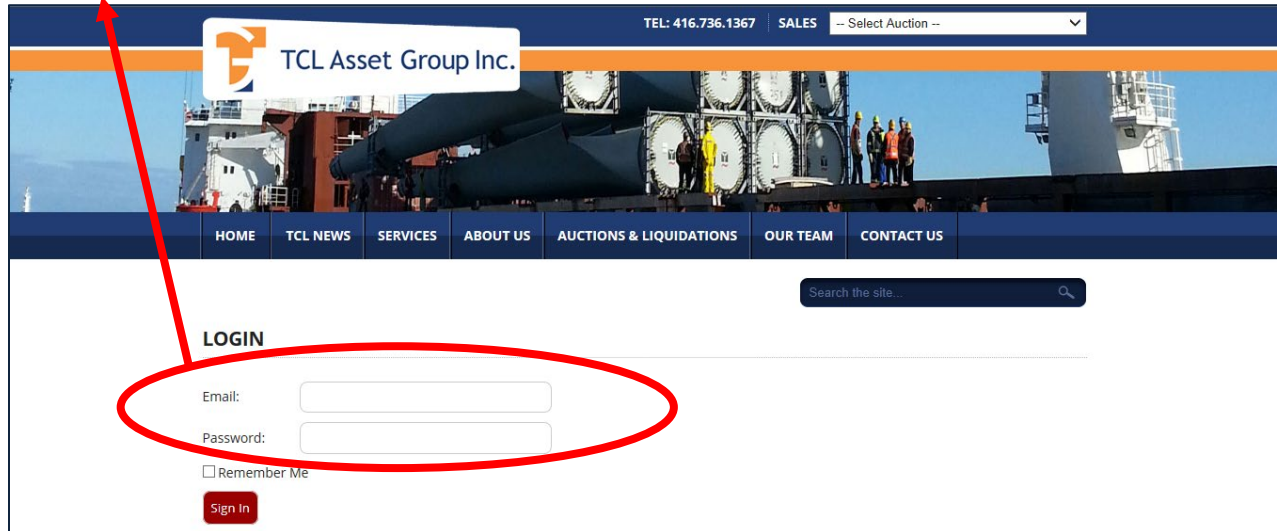 TEL: 416.736.1367 SALES -- Select Auction --
TCL Asset Group Inc.
HOME TCL NEWS SERVICES ABOUT US AUCTIONS & LIQUIDATIONS OUR TEAM CONTACT US
Search the site...
LOGIN
Email:
Password:
Remember Me
Sign In